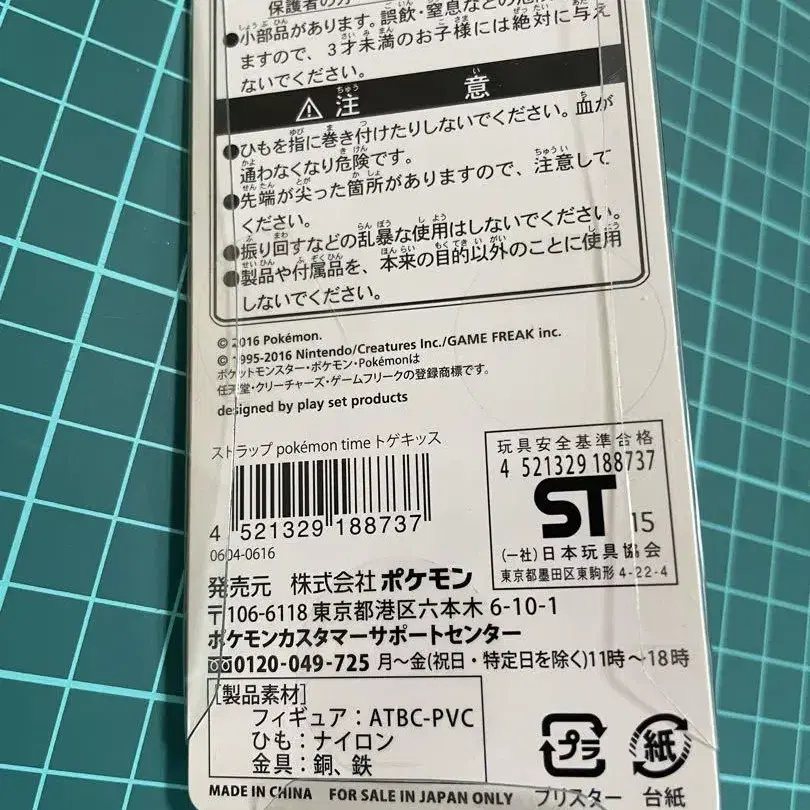 保護者の方
●小部品があります。誤飲・窒息などの危険
ますので、3才未満のお子様には絶対に与え
ないでください。
⚠注意
●ひもを指に巻き付けたりしないでください。血が
通わなくなり危険です。
●先端が尖った箇所がありますので、注意して
ください。
●振り回すなどの乱暴な使用はしないでください。
●製品や付属品を、本来の目的以外のことに使用
しないでください。
© 2016 Pokémon.
© 1995-2016 Nintendo/Creatures Inc./GAME FREAK inc.
ポケットモンスター・ポケモン・Pokémonは
任天堂・クリーチャーズ・ゲームフリークの登録商標です。
designed by play set products
ストラップ pokémon time トゲキッス
4 521329 188737
0604-0616
玩具安全基準合格
4 521329 188737
ST 15
(一社)日本玩具協会
東京都墨田区東駒形 4-22-4
発売元 株式会社 ポケモン
〒106-6118 東京都港区六本木 6-10-1
ポケモンカスタマーサポートセンター
0120-049-725 月〜金(祝日・特定日を除く)11時〜18時
[製品素材]
フィギュア：ATBC-PVC
ひも：ナイロン
金具：銅、鉄
プラ
ブリスター
紙
台紙
MADE IN CHINA FOR SALE IN JAPAN ONLY